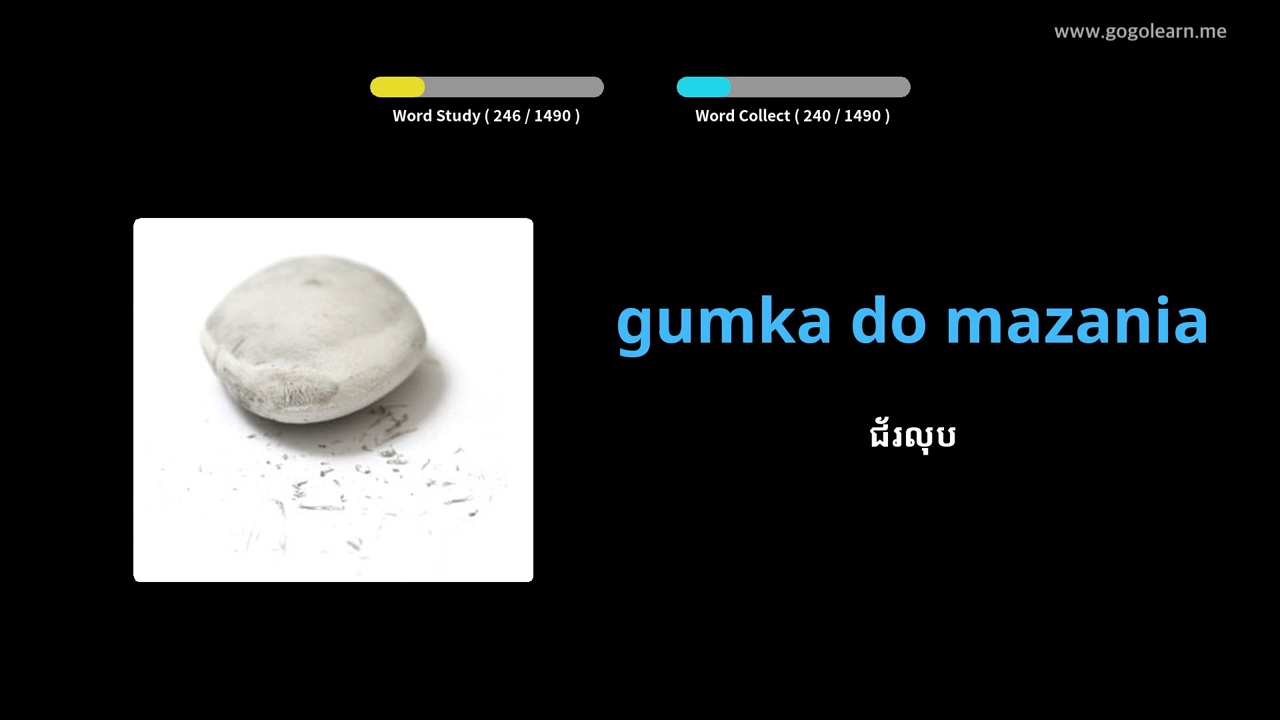 www.gogolearn.me
Word Study ( 246 / 1490 )
Word Collect ( 240 / 1490 )
gumka do mazania
ជ័រលុប